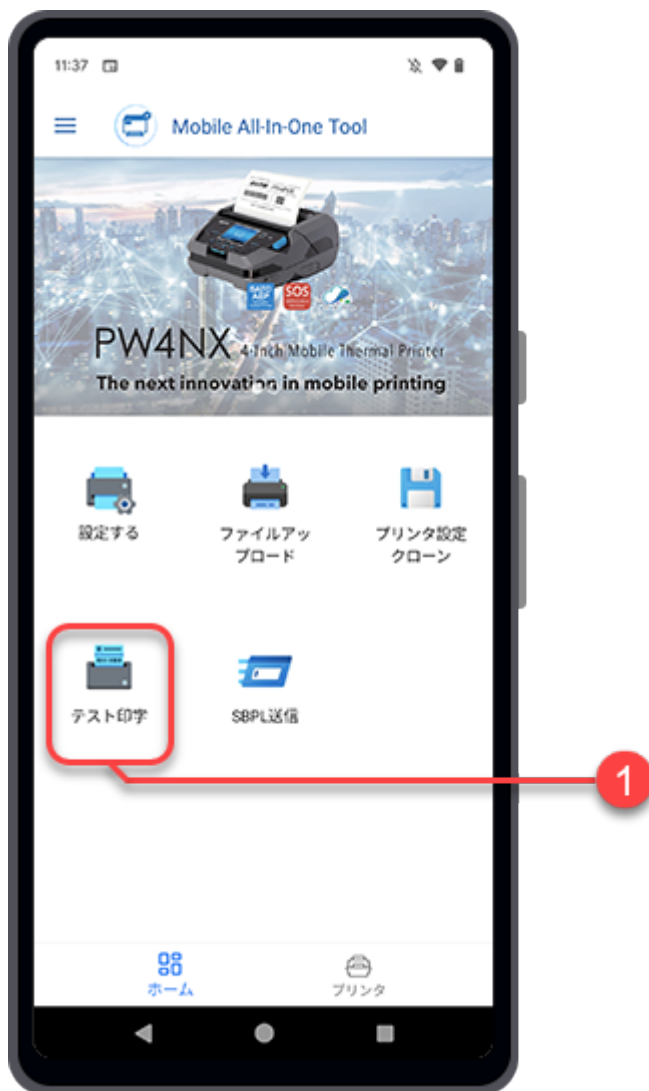 11:37
Mobile All-In-One Tool
SOS
PW4NX 4-Inch Mobile Thermal Printer
The next innovation in mobile printing
設定する
ファイルアッ
プロード
プリンタ設定
クローン
テスト印字
SBPL送信
1
ホーム
プリンタ